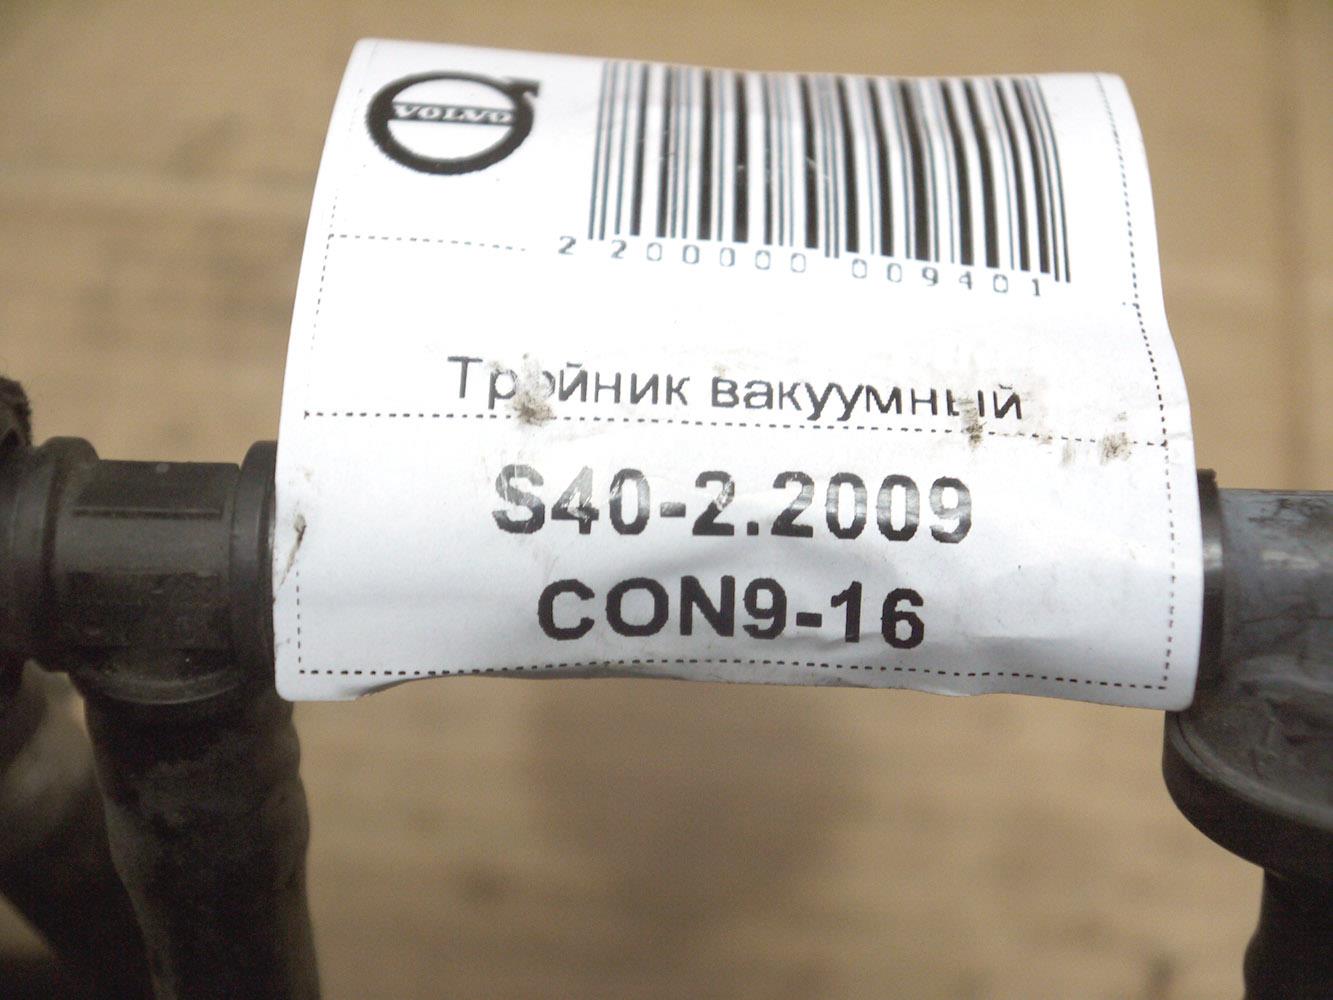 VOLVO
2 200000 009401
Тройник вакуумный
S40-2.2009
CON9-16